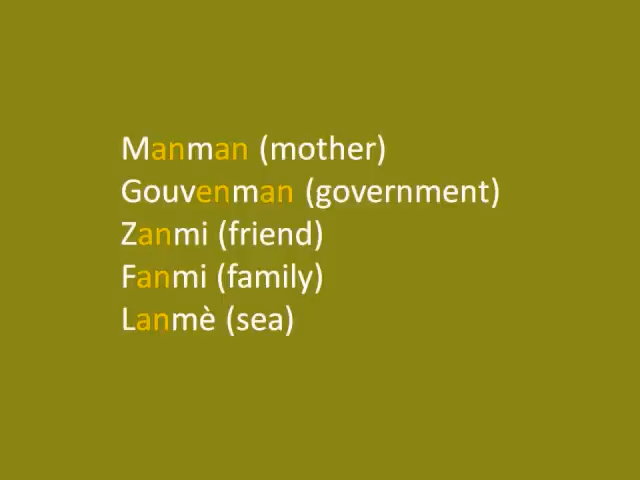 Manman (mother)
Gouvenman (government)
Zanmi (friend)
Fanmi (family)
Lanmè (sea)